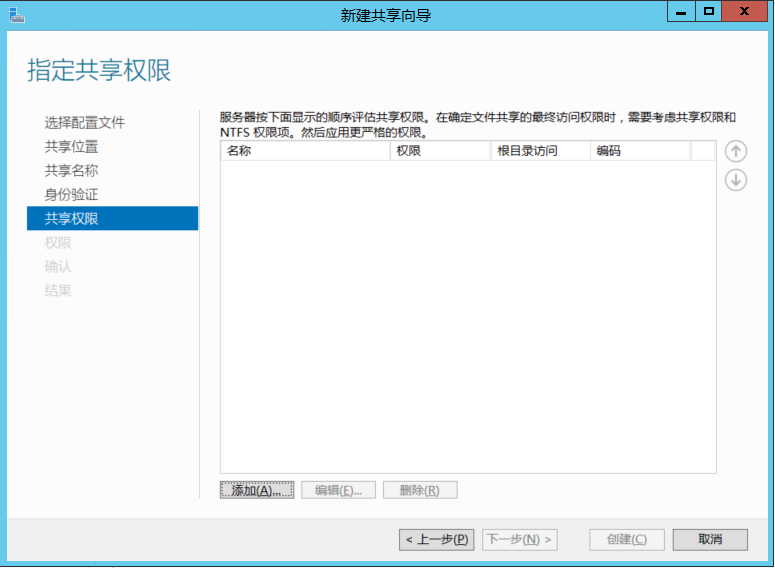 新建共享向导
指定共享权限
选择配置文件
共享位置
共享名称
身份验证
共享权限
权限
确认
结果
服务器按下面显示的顺序评估共享权限。在确定文件共享的最终访问权限时，需要考虑共享权限和
NTFS 权限项。然后应用更严格的权限。
名称 权限 根目录访问 编码
添加(A)... 编辑(E)... 删除(R)
< 上一步(P) 下一步(N) > 创建(C) 取消